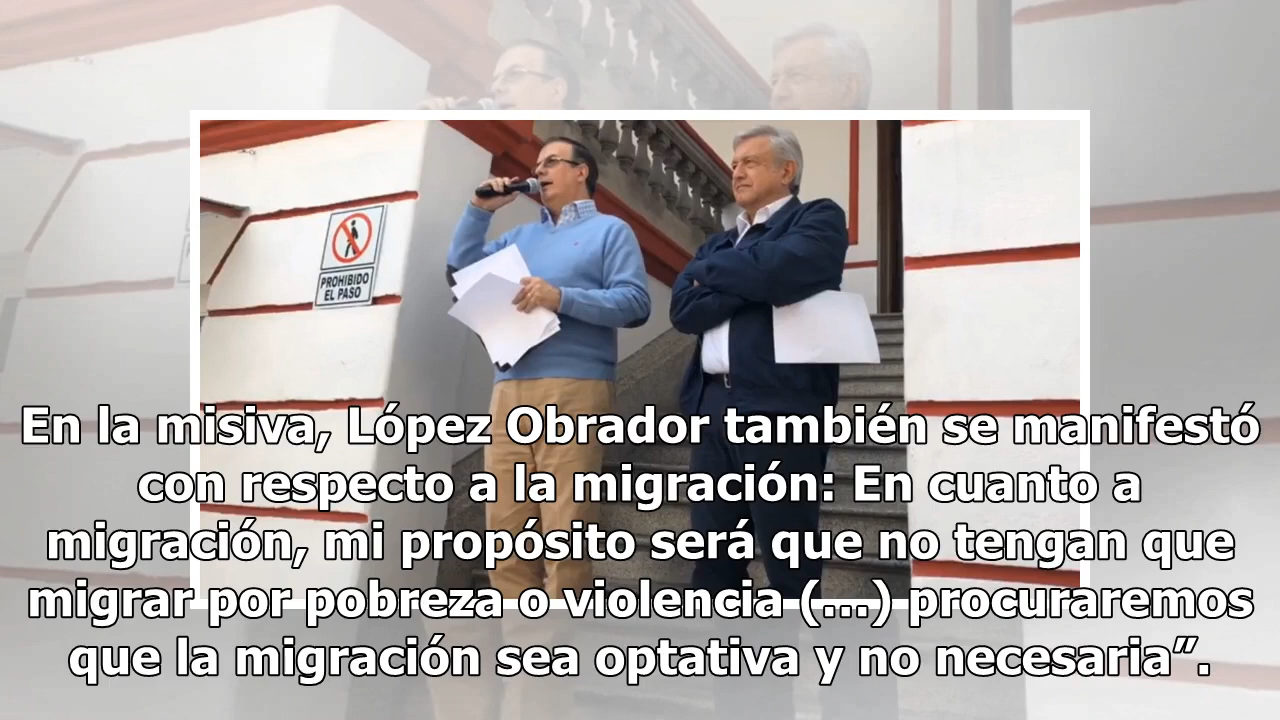 PROHIBIDO
EL PASO
En la misiva, López Obrador también se manifestó
con respecto a la migración: En cuanto a
migración, mi propósito será que no tengan que
migrar por pobreza o violencia (...) procuraremos
que la migración sea optativa y no necesaria”.